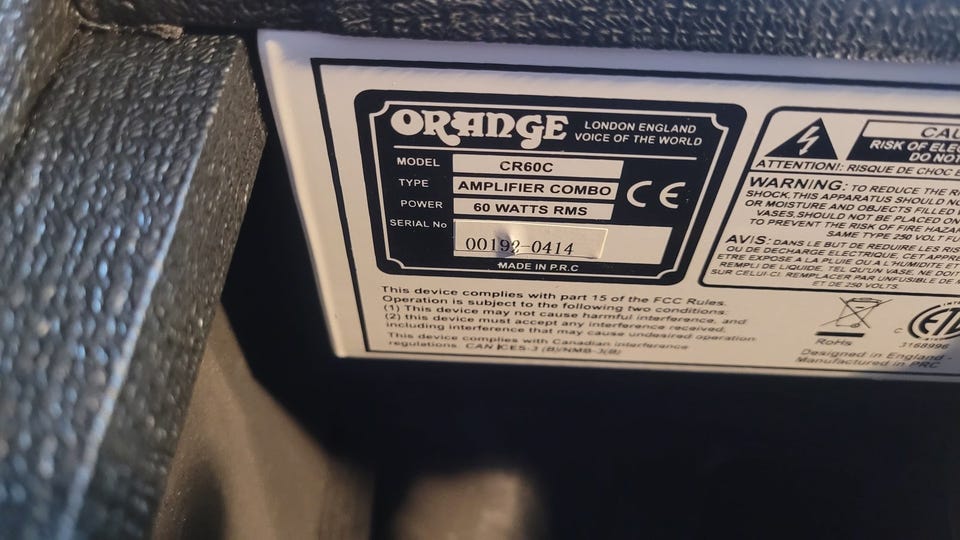 ORANGE LONDON ENGLAND
VOICE OF THE WORLD
MODEL CR60C
TYPE AMPLIFIER COMBO
POWER 60 WATTS RMS
SERIAL No 00192-0414
CE
MADE IN P.R.C
This device complies with part 15 of the FCC Rules.
Operation is subject to the following two conditions:
(1) This device may not cause harmful interference, and
(2) this device must accept any interference received,
including interference that may cause undesired operation
This device complies with Canadian interference
regulations. CAN ICES-3 (B)/NMB-3(B)
RISK OF
DO NOT
ATTENTION!: RISQUE DE CHOC
WARNING: TO REDUCE THE
SHOCK, THIS APPARATUS SHOULD
OR MOISTURE AND OBJECTS FILLED
VASES, SHOULD NOT BE PLACED
TO PREVENT THE RISK OF FIRE
SAME TYPE 250 VOLT
AVIS: DANS LE BUT DE REDUIRE LES
OU DE DECHARGE ELECTRIQUE, CET
ETRE EXPOSE A LA PLUIE OU A L'HUMIDITE ET
REMPLI DE LIQUIDE, TEL QU'UN VASE, NE
SUR CELUI-CI. REMPLACER PAR UNFUSIBLE DE
ET DE 250 VOLTS.
RoHs
C
3168996
Designed in England -
Manufactured in PRC